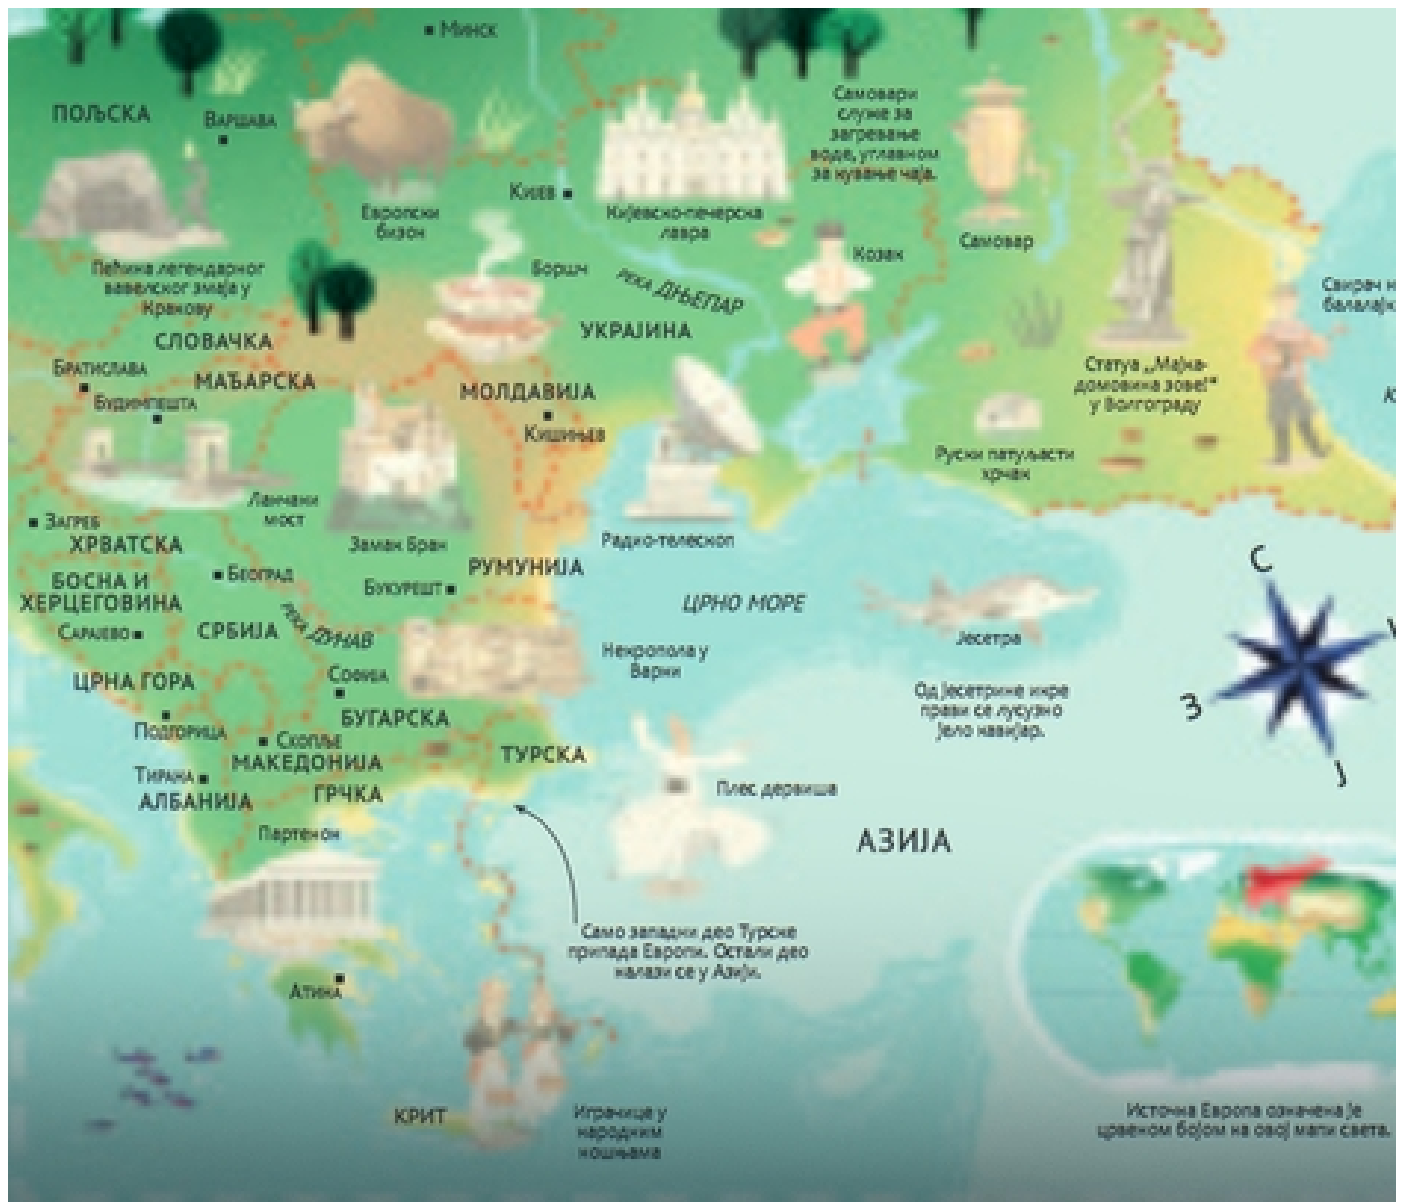 Минск
ПОЉСКА
Варшава
Самовари
служе за
загревање
воде, углавном
за кување чаја.
Кијев
Европски
бизон
Кијевско-печерска
лавра
Козак
Самовар
Пећина легендарног
вавелског змаја у
Кракову
Боршч
РЕКА ДЊЕПАР
Свирач н
балалајк
СЛОВАЧКА
УКРАЈИНА
Братислава
МАЂАРСКА
МОЛДАВИЈА
Статуа „Мајка-
домовина зове!“
у Волгограду
Будимпешта
Кишињев
Руски патуљасти
хрчак
Ланчани
мост
Загреб
ХРВАТСКА
Замак Бран
Радио-телескоп
РУМУНИЈА
БОСНА И
ХЕРЦЕГОВИНА
Београд
Букурешт
ЦРНО МОРЕ
С
Сарајево
СРБИЈА
РЕКА ДУНАВ
Јесетра
Некропола у
Варни
ЦРНА ГОРА
Софија
Од јесетрине икре
прави се лусузно
јело кавијар.
З
Ј
Подгорица
БУГАРСКА
Скопље
МАКЕДОНИЈА
ТУРСКА
Тирана
АЛБАНИЈА
ГРЧКА
Плес дервиша
Партенон
АЗИЈА
Само западни део Турске
припада Европи. Остали део
налази се у Азији.
Атина
КРИТ
Играчице у
народним
ношњама
Источна Европа означена је
црвеном бојом на овој мапи света.